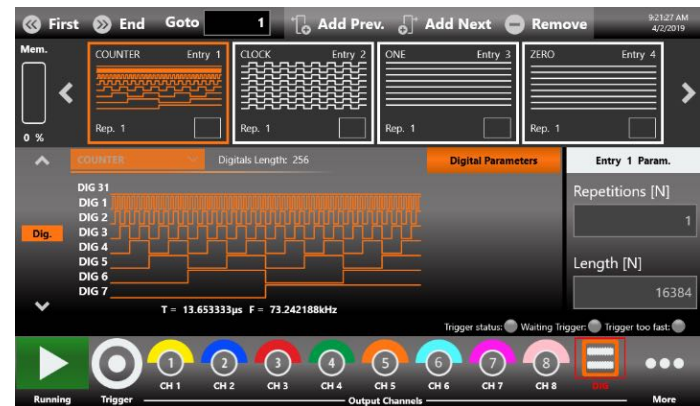 First End Goto 1 Add Prev. Add Next Remove 9:21:27 AM
4/2/2019
Mem.
COUNTER Entry 1 CLOCK Entry 2 ONE Entry 3 ZERO Entry 4
Rep. 1 Rep. 1 Rep. 1 Rep. 1
0 %
COUNTER Digitals Length: 256 Digital Parameters Entry 1 Param.
DIG 31
DIG 1
DIG 2
DIG 3
DIG 4
DIG 5
DIG 6
DIG 7
Dig.
Repetitions [N]
1
Length [N]
16384
T = 13.653333µs F = 73.242188kHz
Trigger status: Waiting Trigger: Trigger too fast:
1 2 3 4 5 6 7 8
CH 1 CH 2 CH 3 CH 4 CH 5 CH 6 CH 7 CH 8 DIG
Running Trigger Output Channels More